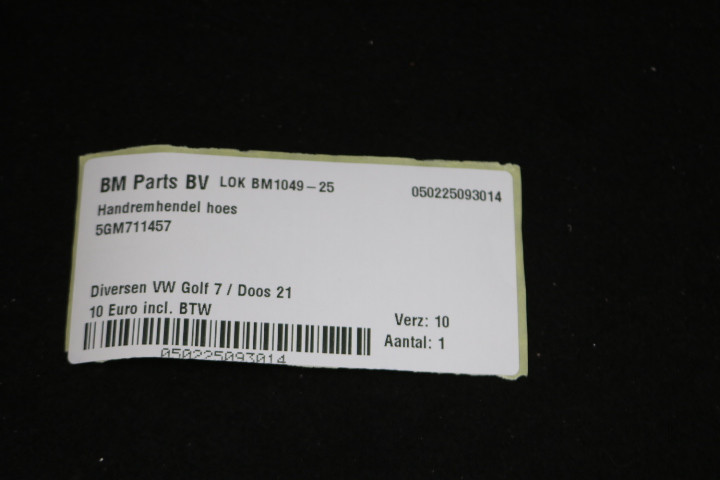 BM Parts BV LOK BM1049-25 050225093014
Handremhendel hoes
5GM711457
Diversen VW Golf 7 / Doos 21
10 Euro incl. BTW
Verz: 10
Aantal: 1
050225093014